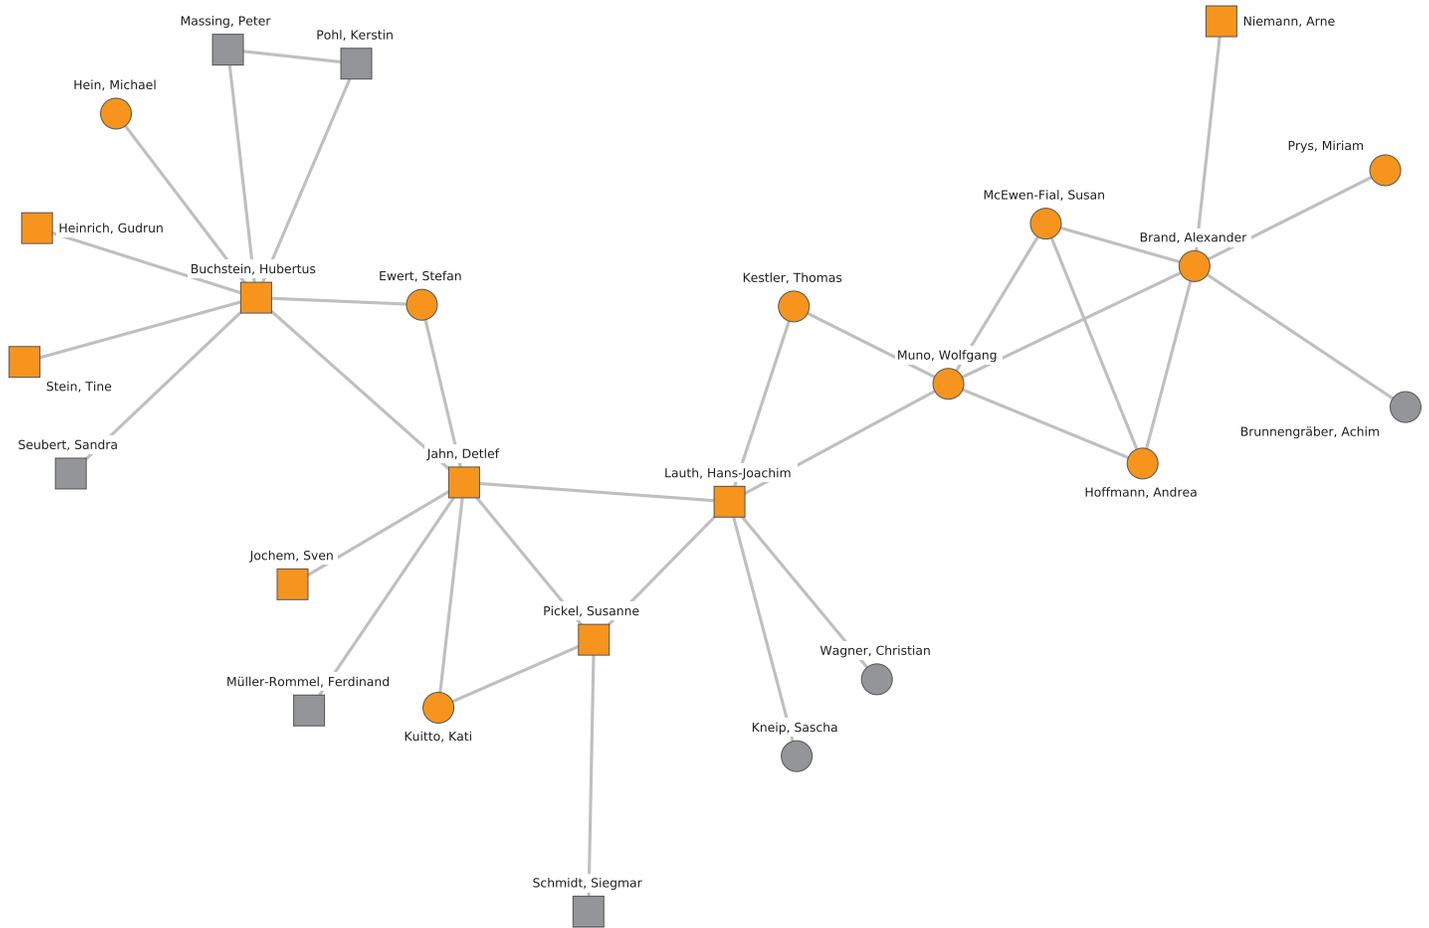 Massing, Peter
Niemann, Arne
Pohl, Kerstin
Hein, Michael
Prys, Miriam
McEwen-Fial, Susan
Heinrich, Gudrun
Brand, Alexander
Buchstein, Hubertus
Ewert, Stefan
Kestler, Thomas
Muno, Wolfgang
Stein, Tine
Brunnengräber, Achim
Seubert, Sandra
Jahn, Detlef
Lauth, Hans-Joachim
Hoffmann, Andrea
Jochem, Sven
Pickel, Susanne
Wagner, Christian
Müller-Rommel, Ferdinand
Kneip, Sascha
Kuitto, Kati
Schmidt, Siegmar